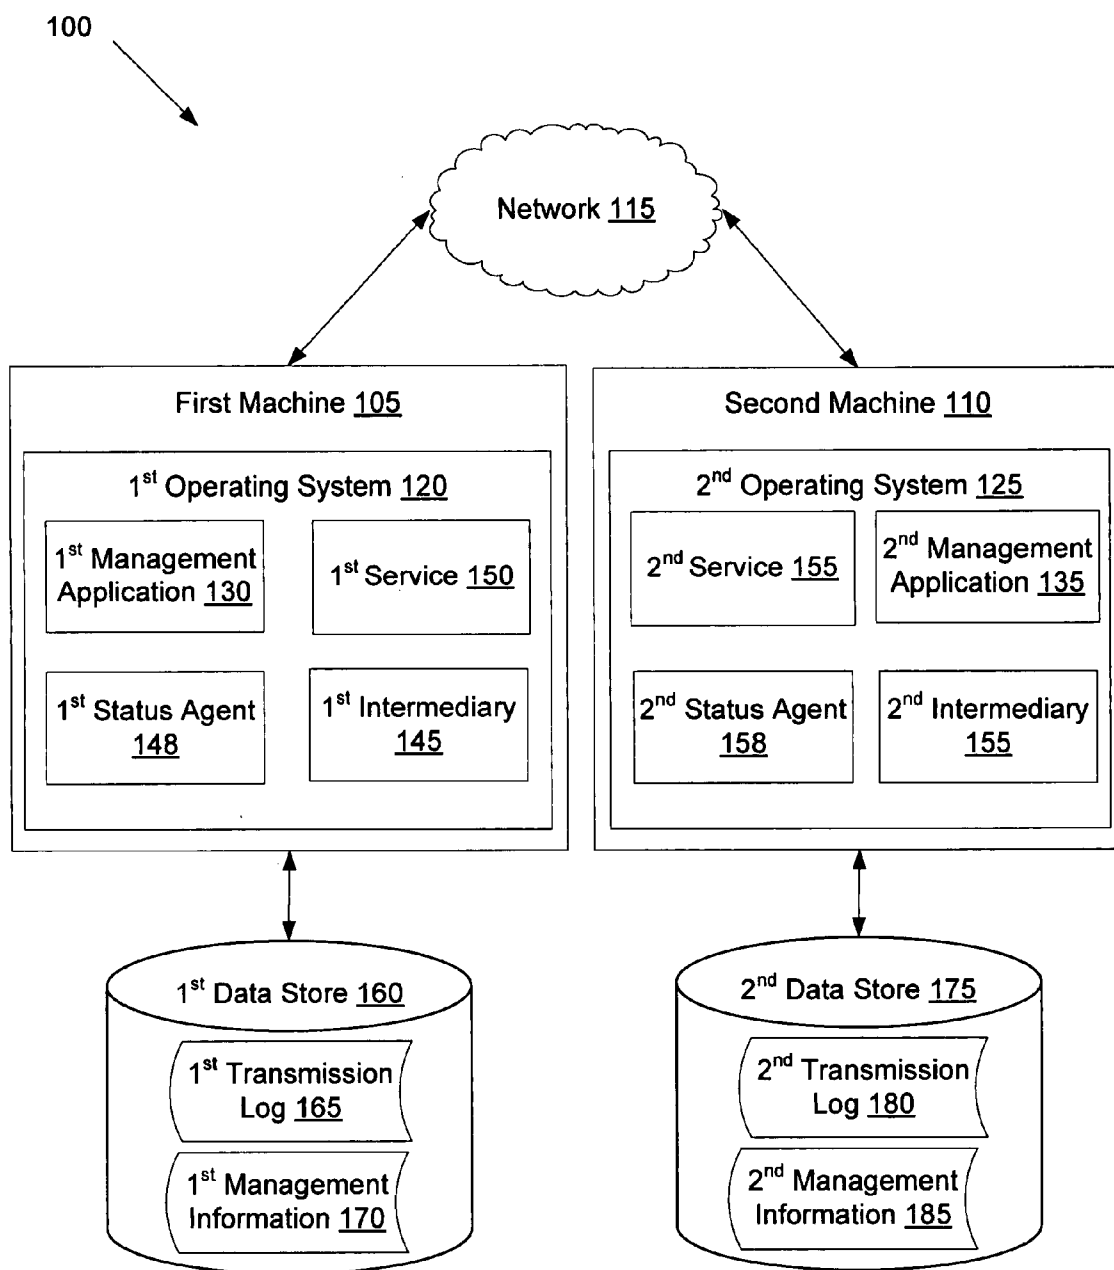 100
Network 115
First Machine 105
1st Operating System 120
1st Management
Application 130
1st Service 150
1st Status Agent
148
1st Intermediary
145
Second Machine 110
2nd Operating System 125
2nd Service 155
2nd Management
Application 135
2nd Status Agent
158
2nd Intermediary
155
1st Data Store 160
1st Transmission
Log 165
1st Management
Information 170
2nd Data Store 175
2nd Transmission
Log 180
2nd Management
Information 185